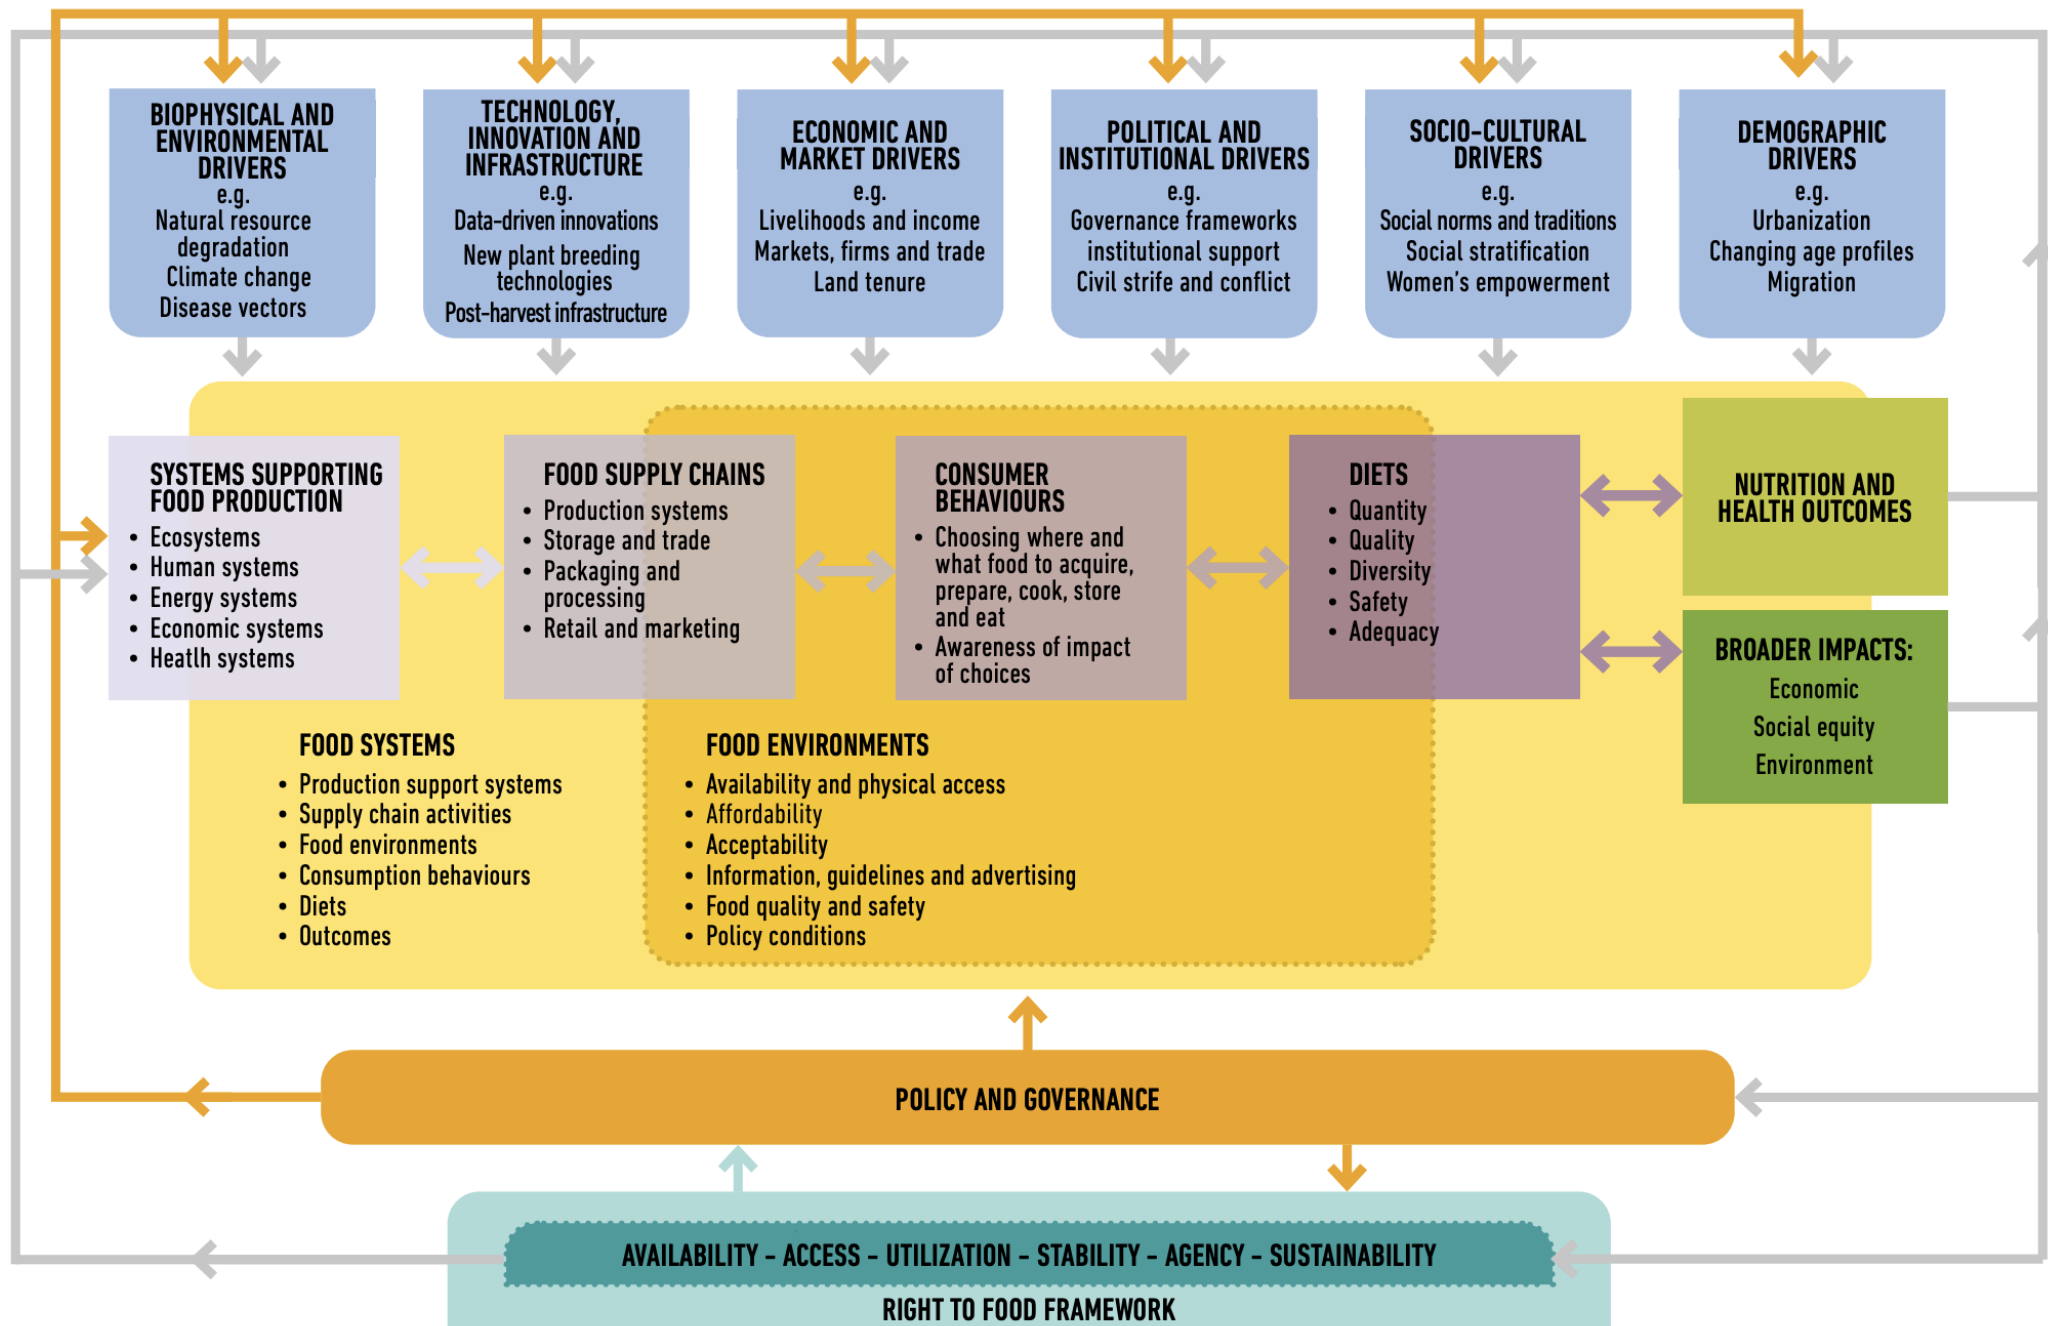 BIOPHYSICAL AND
ENVIRONMENTAL
DRIVERS
e.g.
Natural resource
degradation
Climate change
Disease vectors
TECHNOLOGY,
INNOVATION AND
INFRASTRUCTURE
e.g.
Data-driven innovations
New plant breeding
technologies
Post-harvest infrastructure
ECONOMIC AND
MARKET DRIVERS
e.g.
Livelihoods and income
Markets, firms and trade
Land tenure
POLITICAL AND
INSTITUTIONAL DRIVERS
e.g.
Governance frameworks
institutional support
Civil strife and conflict
SOCIO-CULTURAL
DRIVERS
e.g.
Social norms and traditions
Social stratification
Women's empowerment
DEMOGRAPHIC
DRIVERS
e.g.
Urbanization
Changing age profiles
Migration
SYSTEMS SUPPORTING
FOOD PRODUCTION
• Ecosystems
• Human systems
• Energy systems
• Economic systems
• Heatlh systems
FOOD SUPPLY CHAINS
• Production systems
• Storage and trade
• Packaging and
processing
• Retail and marketing
CONSUMER
BEHAVIOURS
• Choosing where and
what food to acquire,
prepare, cook, store
and eat
• Awareness of impact
of choices
DIETS
• Quantity
• Quality
• Diversity
• Safety
• Adequacy
NUTRITION AND
HEALTH OUTCOMES
BROADER IMPACTS:
Economic
Social equity
Environment
FOOD SYSTEMS
• Production support systems
• Supply chain activities
• Food environments
• Consumption behaviours
• Diets
• Outcomes
FOOD ENVIRONMENTS
• Availability and physical access
• Affordability
• Acceptability
• Information, guidelines and advertising
• Food quality and safety
• Policy conditions
POLICY AND GOVERNANCE
AVAILABILITY – ACCESS – UTILIZATION – STABILITY – AGENCY – SUSTAINABILITY
RIGHT TO FOOD FRAMEWORK